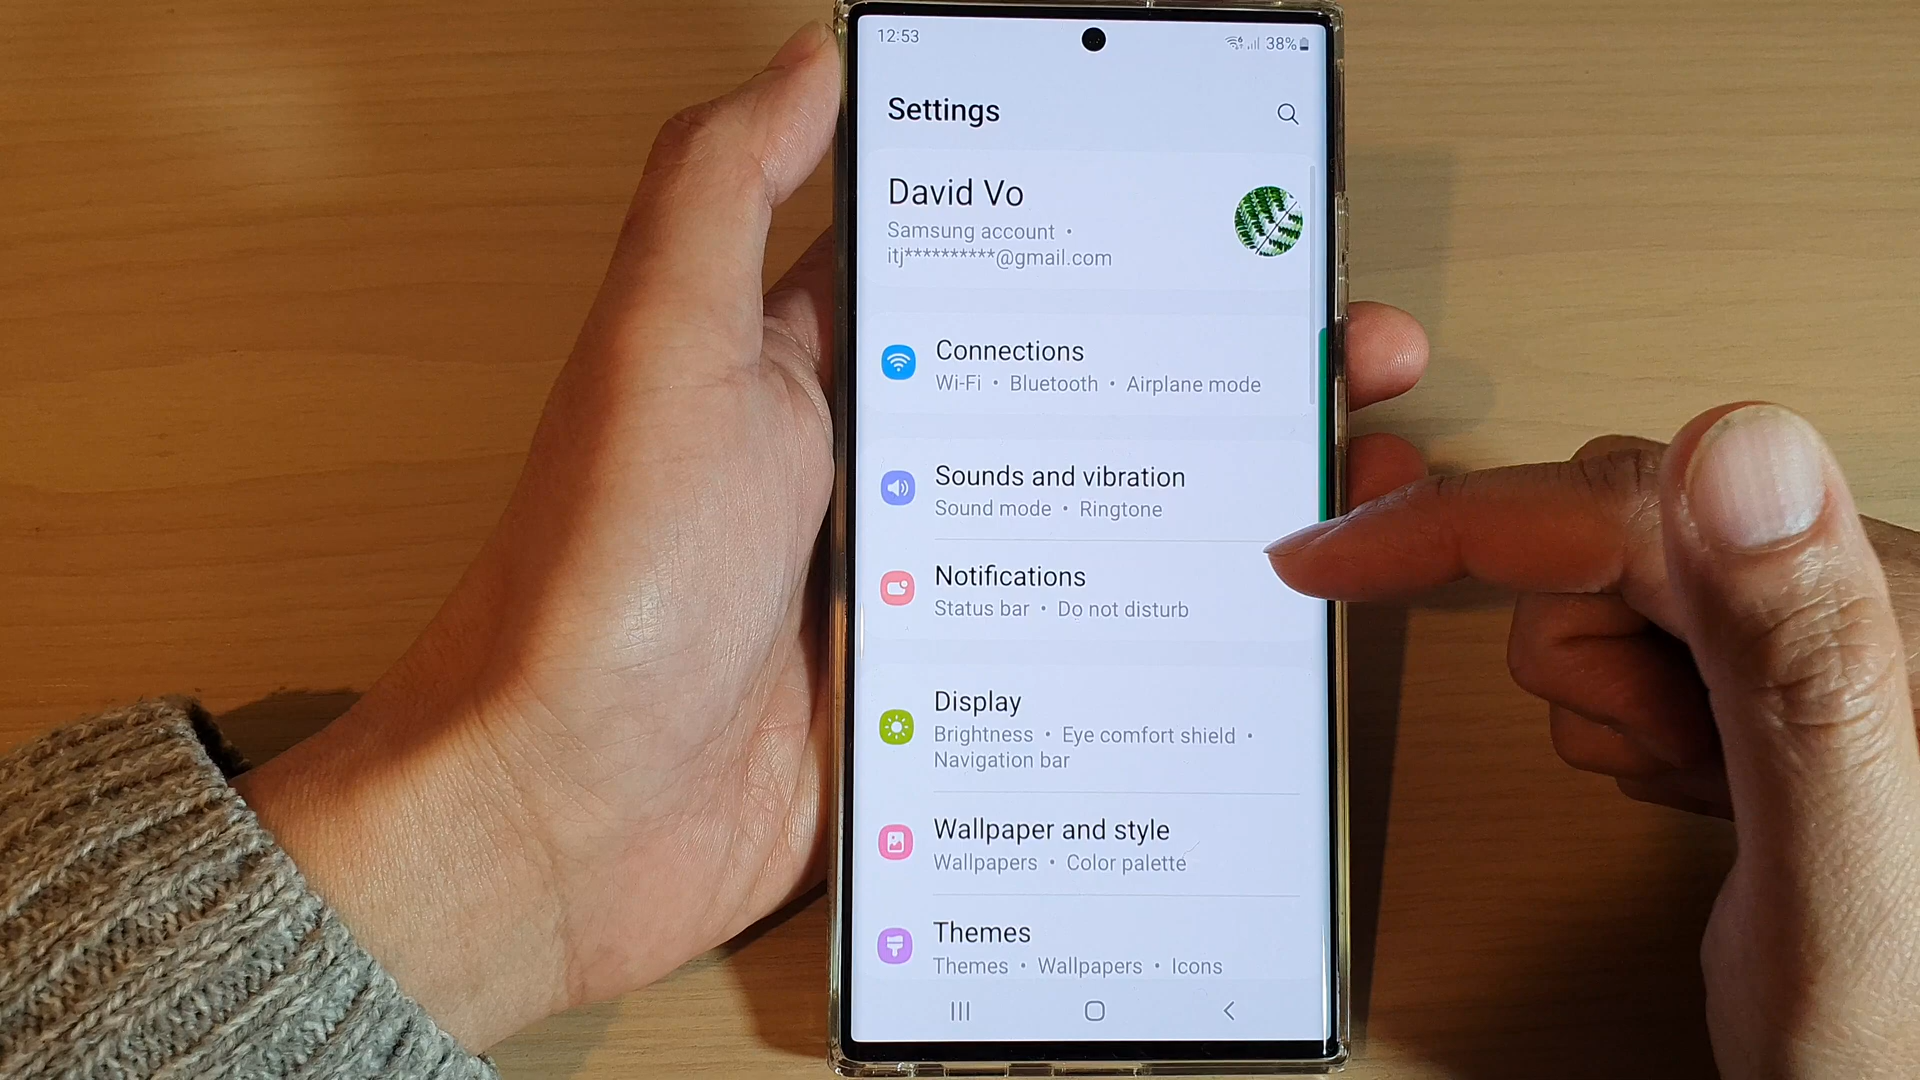 12:53
38%
Settings
David Vo
Samsung account •
itj**********@gmail.com
Connections
Wi-Fi • Bluetooth • Airplane mode
Sounds and vibration
Sound mode • Ringtone
Notifications
Status bar • Do not disturb
Display
Brightness • Eye comfort shield •
Navigation bar
Wallpaper and style
Wallpapers • Color palette
Themes
Themes • Wallpapers • Icons